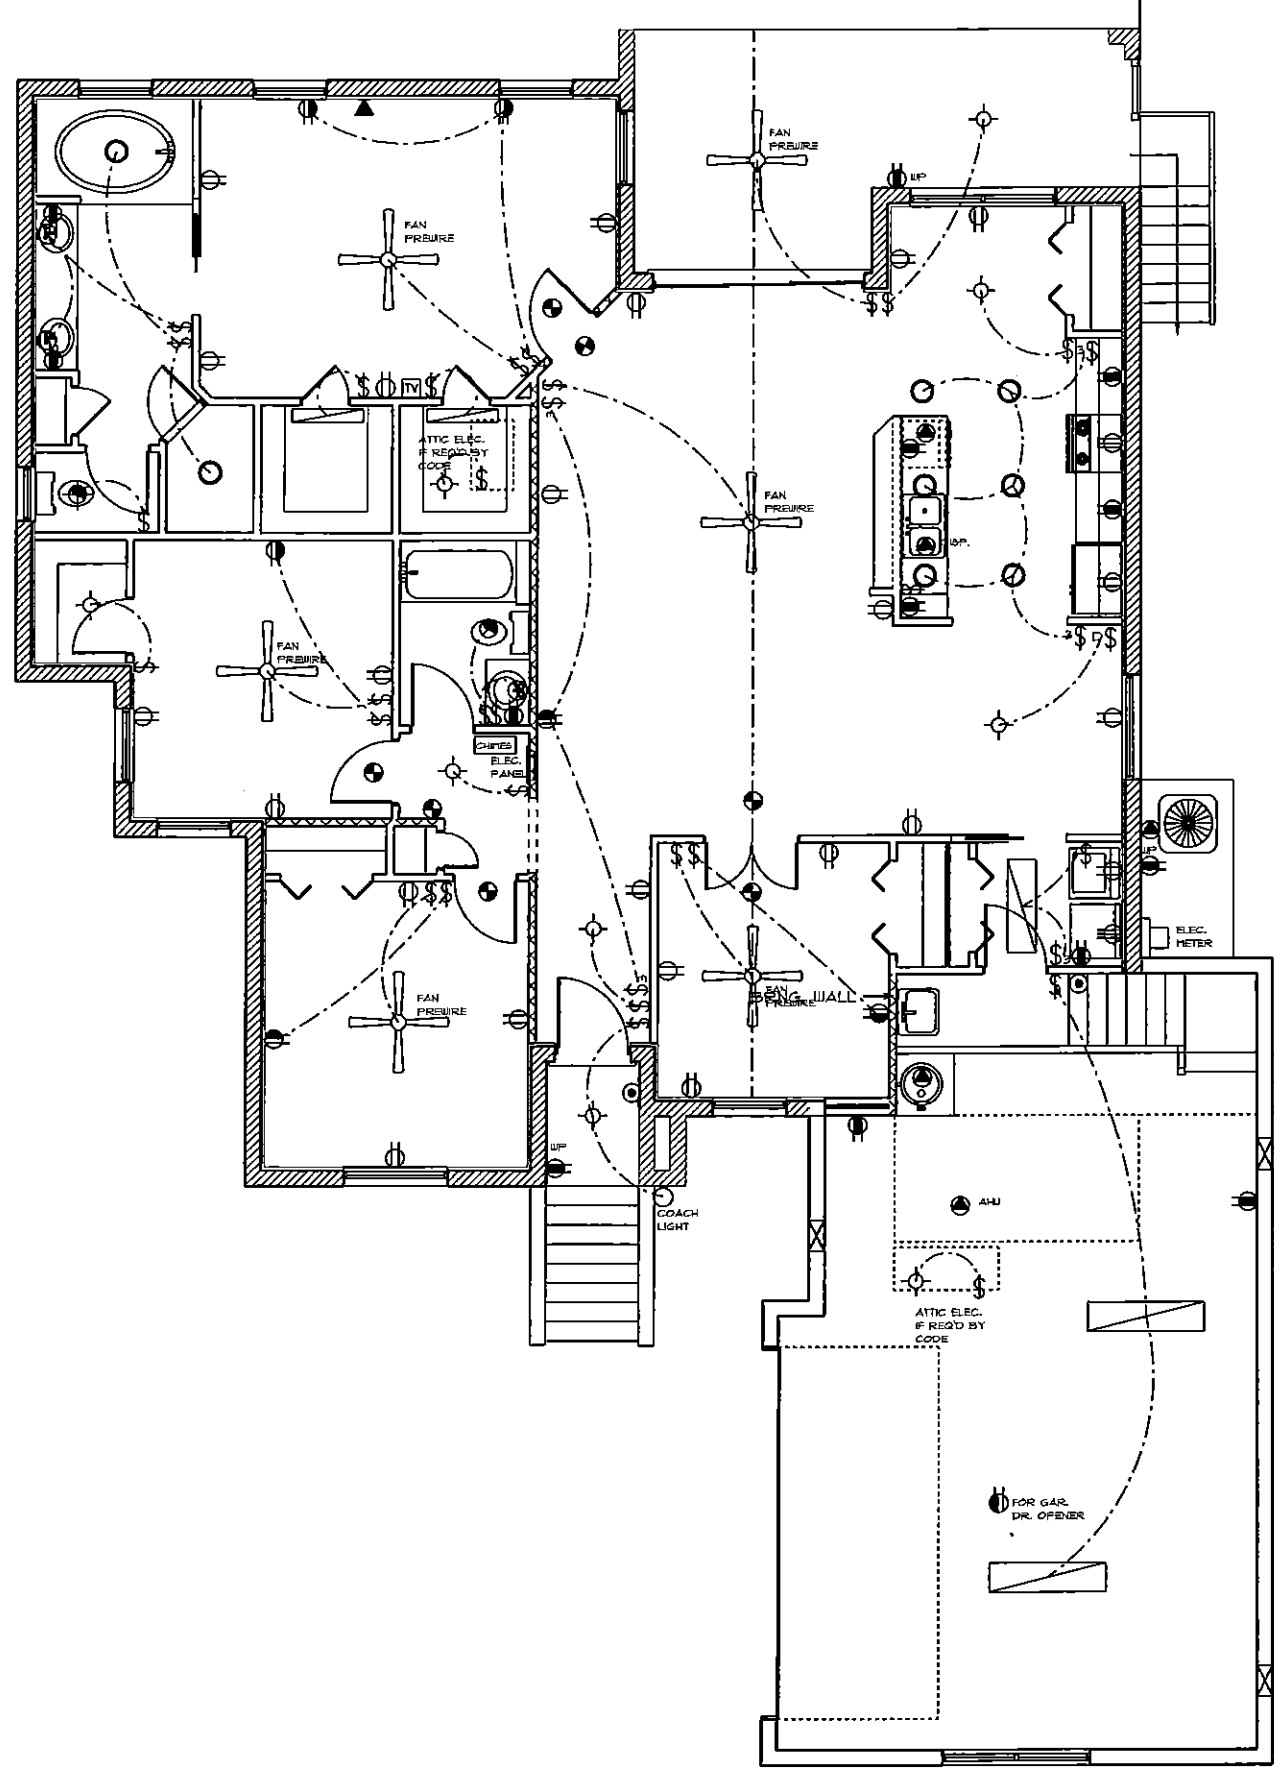 FAN
PREWIRE
WP
FAN
PREWIRE
TV
ATTIC ELEC.
IF REQ'D BY
CODE
FAN
PREWIRE
FAN
PREWIRE
CHIMES
ELEC.
PANEL
WP
ELEC.
METER
FAN
PREWIRE
FAN
PREWIRE
WALL
WP
COACH
LIGHT
AHU
ATTIC ELEC.
IF REQ'D BY
CODE
FOR GAR.
DR. OPENER